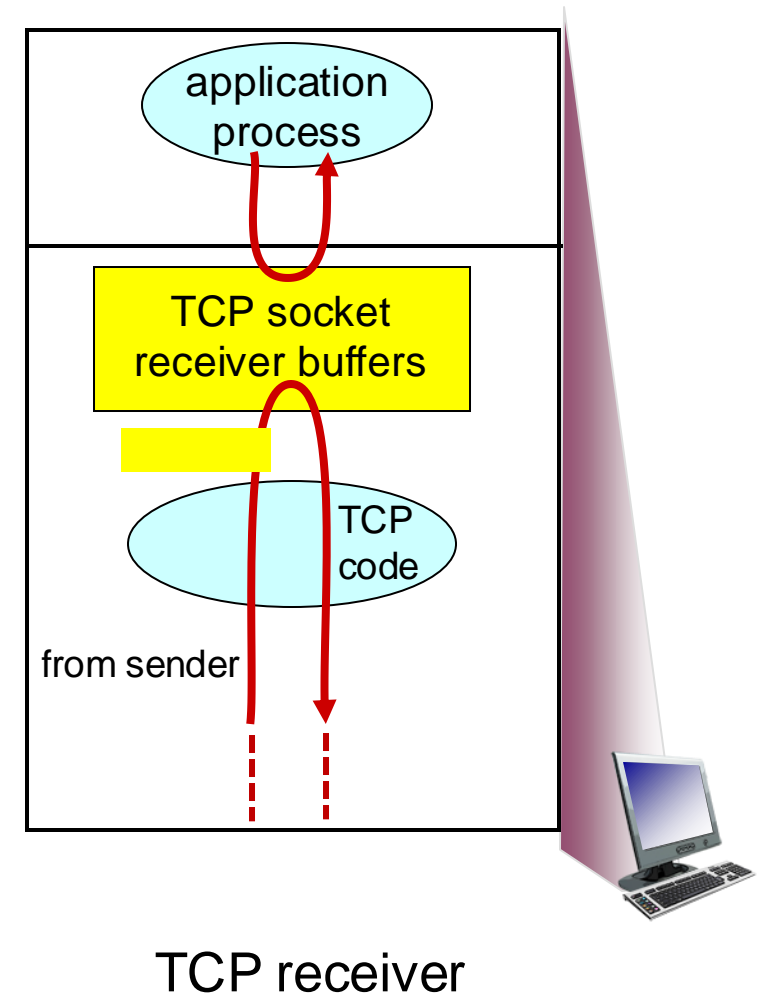 application
process
TCP socket
receiver buffers
TCP
code
from sender
TCP receiver